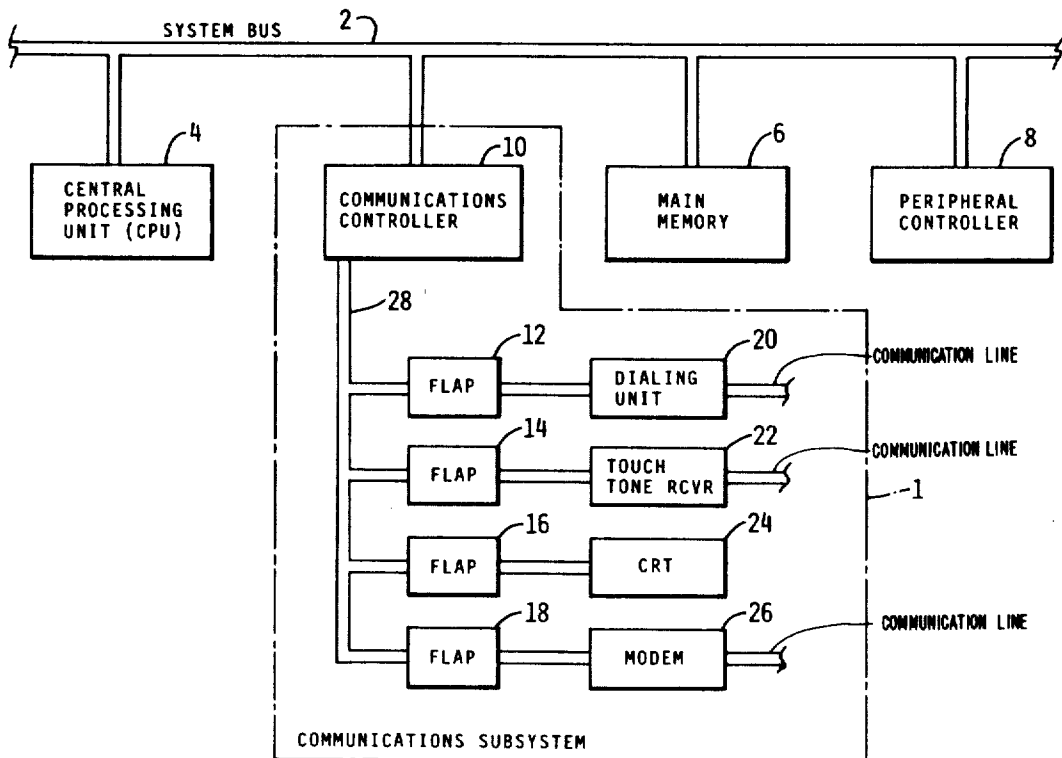 SYSTEM BUS
2
4
10
6
8
CENTRAL
PROCESSING
UNIT (CPU)
COMMUNICATIONS
CONTROLLER
MAIN
MEMORY
PERIPHERAL
CONTROLLER
28
12
20
COMMUNICATION LINE
FLAP
DIALING
UNIT
14
22
COMMUNICATION LINE
FLAP
TOUCH
TONE RCVR
1
16
24
FLAP
CRT
18
26
COMMUNICATION LINE
FLAP
MODEM
COMMUNICATIONS SUBSYSTEM